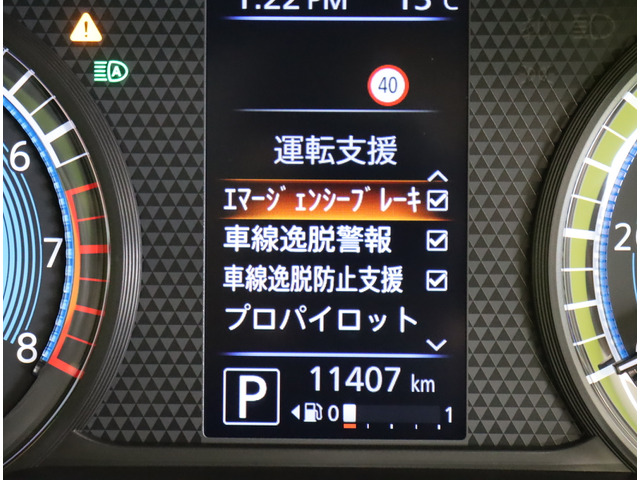 1:22 PM 13℃
40
運転支援
ｴﾏｰｼﾞｪﾝｼｰﾌﾞﾚｰｷ
車線逸脱警報
車線逸脱防止支援
プロパイロット
P 11407 km
0 1
6
7
8
A